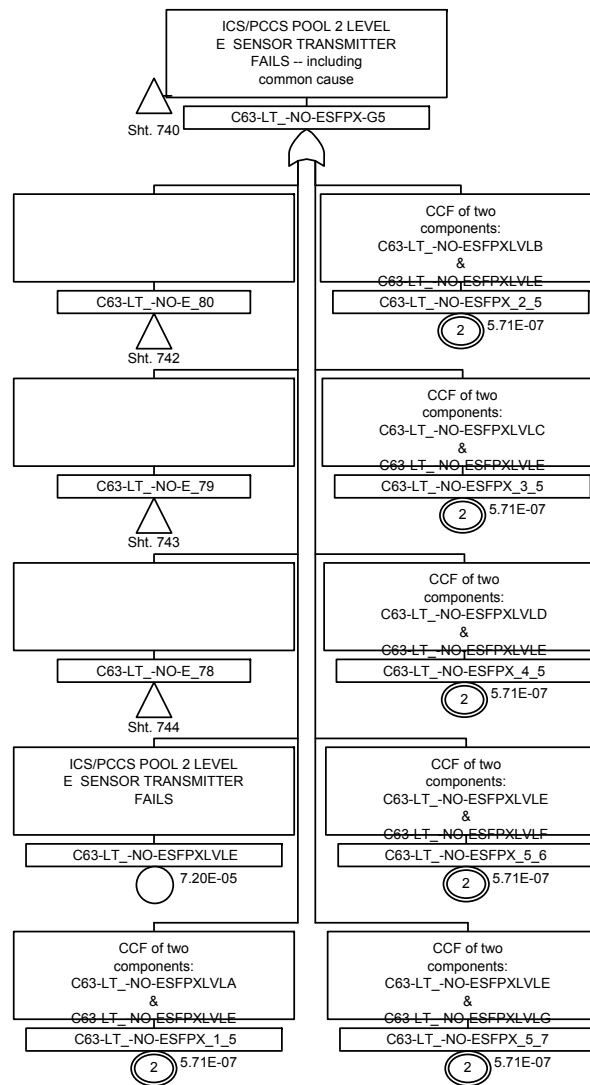 ICS/PCCS POOL 2 LEVEL
E SENSOR TRANSMITTER
FAILS -- including
common cause
C63-LT_-NO-ESFPX-G5
Sht. 740
C63-LT_-NO-E_80
Sht. 742
C63-LT_-NO-E_79
Sht. 743
C63-LT_-NO-E_78
Sht. 744
ICS/PCCS POOL 2 LEVEL
E SENSOR TRANSMITTER
FAILS
C63-LT_-NO-ESFPXLVLE
7.20E-05
CCF of two
components:
C63-LT_-NO-ESFPXLVLA
&
C63-LT_-NO-ESFPXLVLE
C63-LT_-NO-ESFPX_1_5
2
5.71E-07
CCF of two
components:
C63-LT_-NO-ESFPXLVLB
&
C63-LT_-NO-ESFPXLVLE
C63-LT_-NO-ESFPX_2_5
2
5.71E-07
CCF of two
components:
C63-LT_-NO-ESFPXLVLC
&
C63-LT_-NO-ESFPXLVLE
C63-LT_-NO-ESFPX_3_5
2
5.71E-07
CCF of two
components:
C63-LT_-NO-ESFPXLVLD
&
C63-LT_-NO-ESFPXLVLE
C63-LT_-NO-ESFPX_4_5
2
5.71E-07
CCF of two
components:
C63-LT_-NO-ESFPXLVLE
&
C63-LT_-NO-ESFPXLVLF
C63-LT_-NO-ESFPX_5_6
2
5.71E-07
CCF of two
components:
C63-LT_-NO-ESFPXLVLE
&
C63-LT_-NO-ESFPXLVLG
C63-LT_-NO-ESFPX_5_7
2
5.71E-07